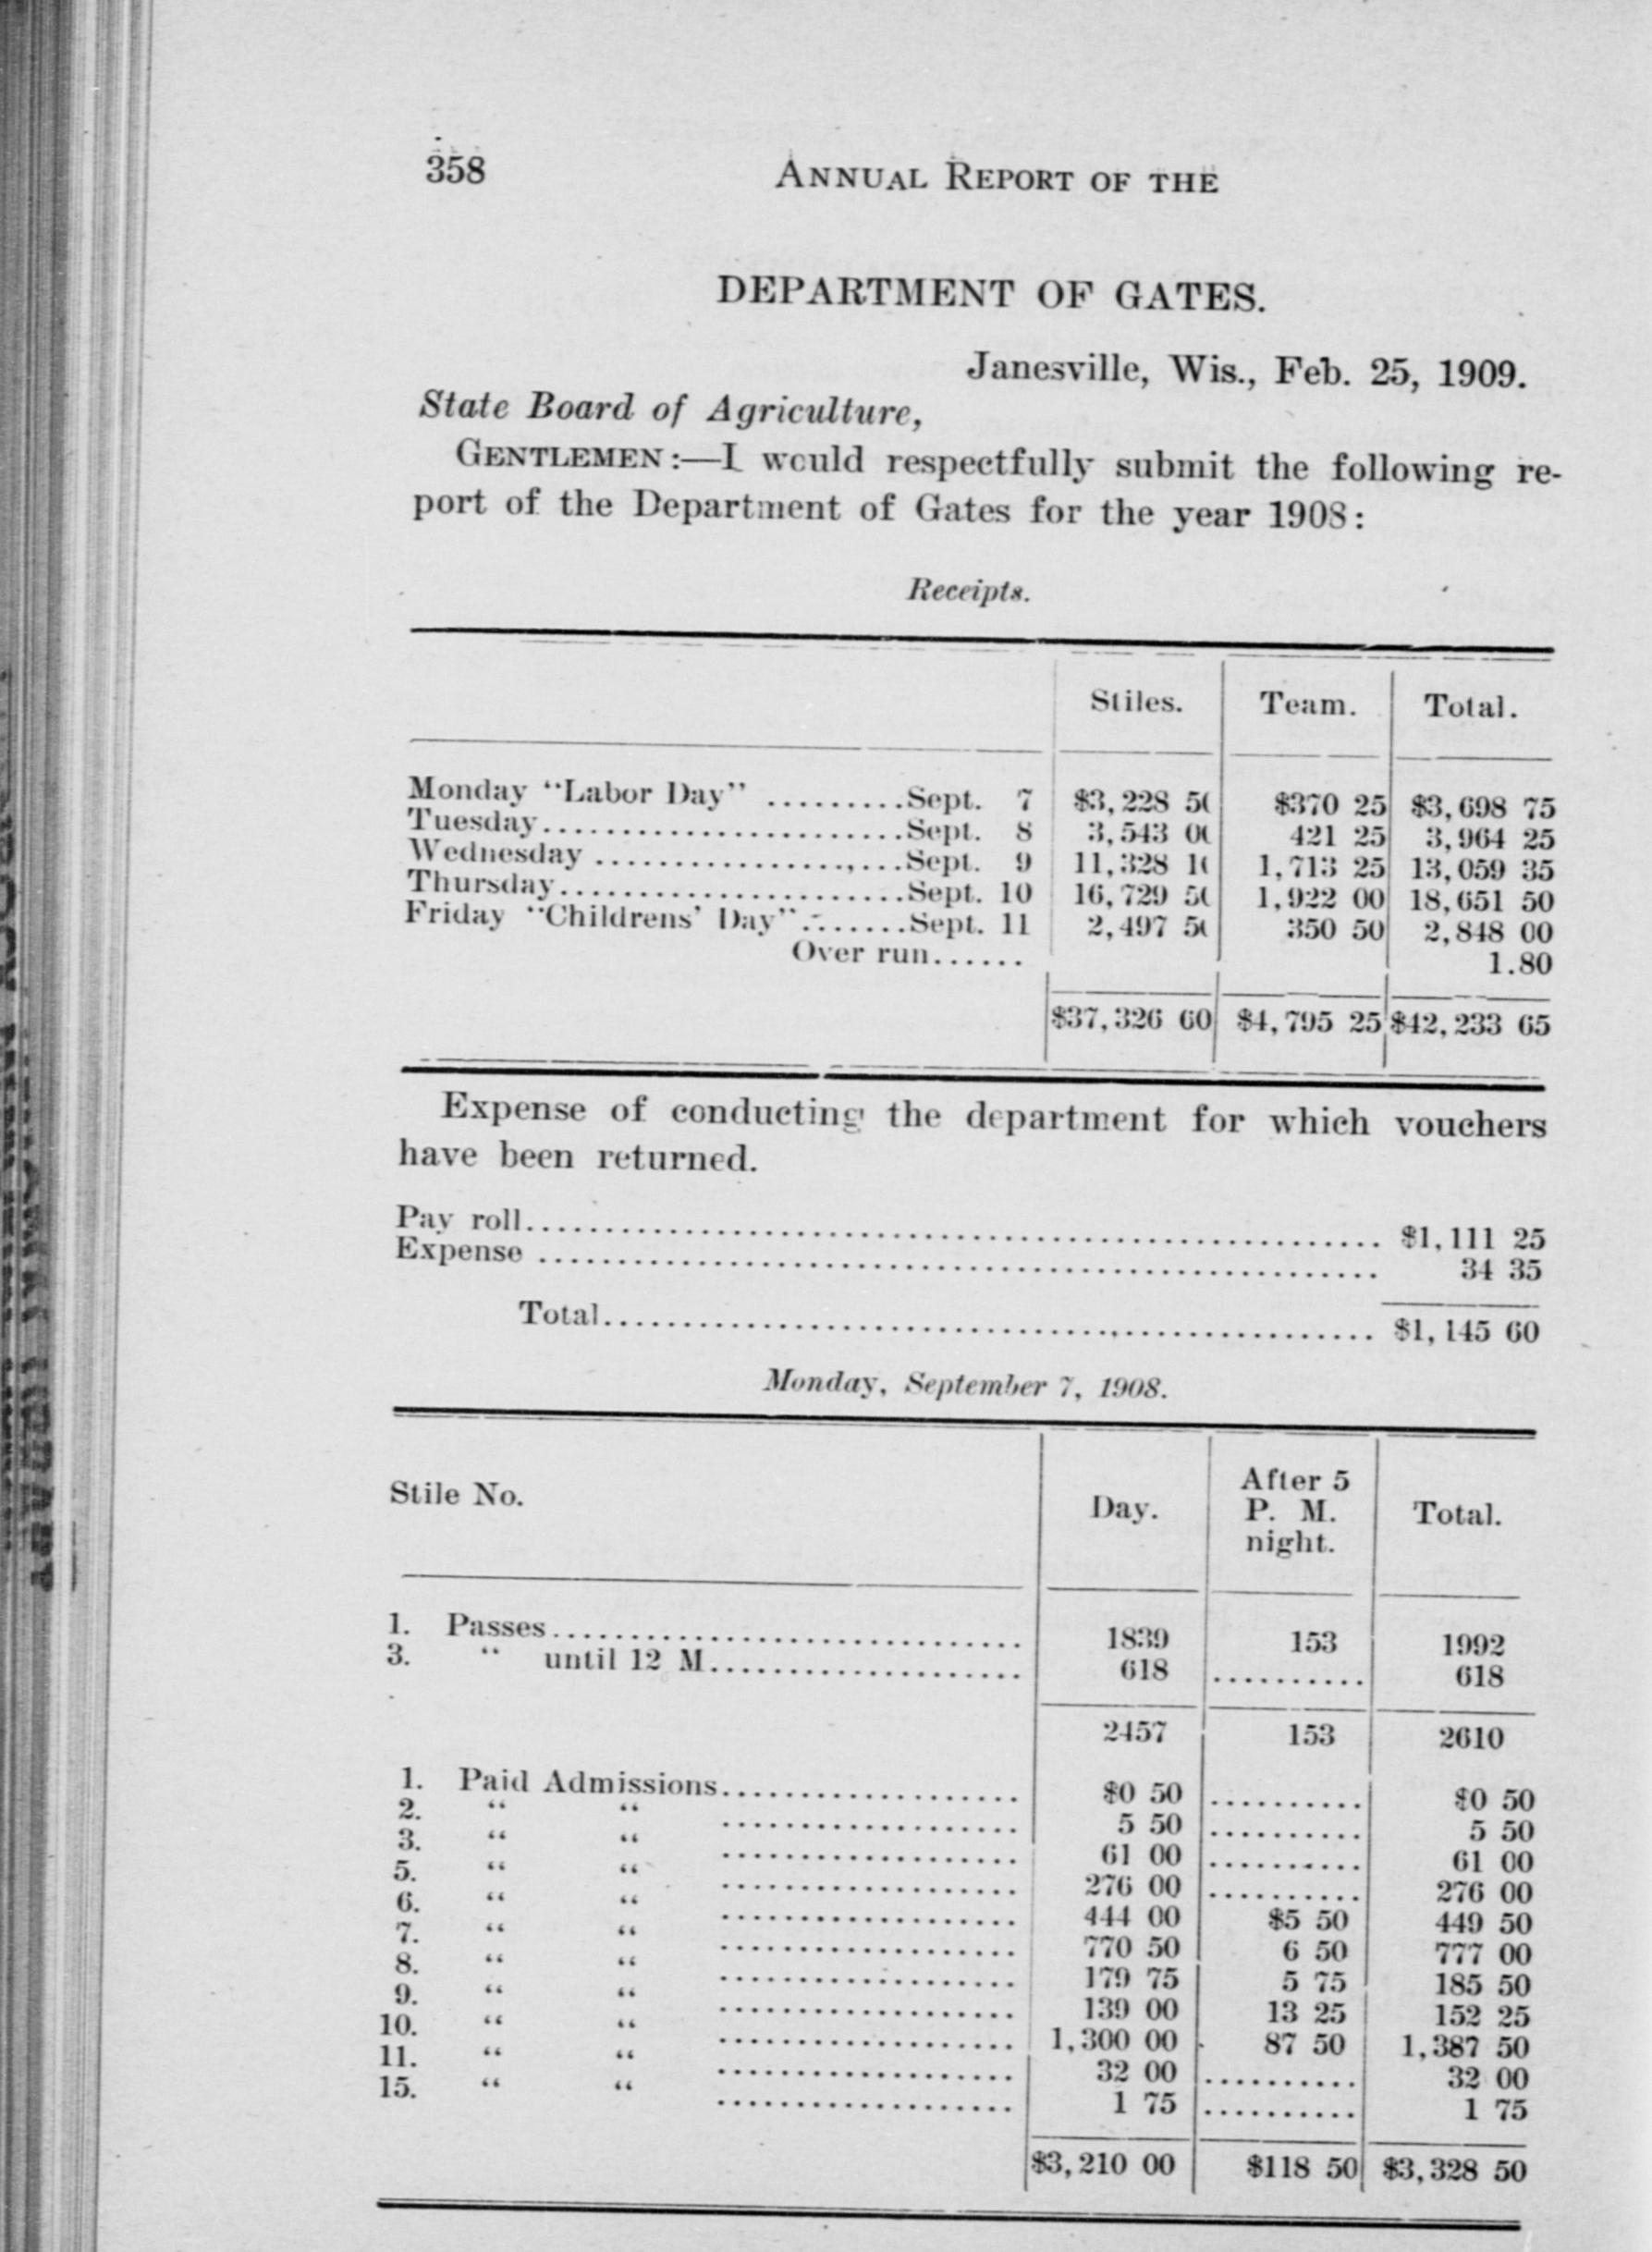 358 ANNUAL REPORT OF THE
DEPARTMENT OF GATES.
Janesville, Wis., Feb. 25, 1909.
State Board of Agriculture,
GENTLEMEN:—I would respectfully submit the following re-
port of the Department of Gates for the year 1908:
Receipts.
Stiles. Team. Total.
Monday "Labor Day" .........Sept. 7 $3,228 50 $370 25 $3,698 75
Tuesday.......................Sept. 8 3,543 00 421 25 3,964 25
Wednesday ....................Sept. 9 11,328 10 1,713 25 13,059 35
Thursday......................Sept. 10 16,729 50 1,922 00 18,651 50
Friday "Childrens' Day".......Sept. 11 2,497 50 350 50 2,848 00
Over run...... 1.80
$37,326 60 $4,795 25 $42,233 65
Expense of conducting the department for which vouchers
have been returned.
Pay roll...................................................... $1,111 25
Expense ..................................................... 34 35
Total................................................ $1,145 60
Monday, September 7, 1908.
Stile No. Day. After 5 P. M. night. Total.
1. Passes.............................. 1839 153 1992
3. " until 12 M.................... 618 .......... 618
2457 153 2610
1. Paid Admissions................... $0 50 .......... $0 50
2. " " ................... 5 50 .......... 5 50
3. " " ................... 61 00 .......... 61 00
5. " " ................... 276 00 .......... 276 00
6. " " ................... 444 00 $5 50 449 50
7. " " ................... 770 50 6 50 777 00
8. " " ................... 179 75 5 75 185 50
9. " " ................... 139 00 13 25 152 25
10. " " ................... 1,300 00 87 50 1,387 50
11. " " ................... 32 00 .......... 32 00
15. " " ................... 1 75 .......... 1 75
$3,210 00 $118 50 $3,328 50